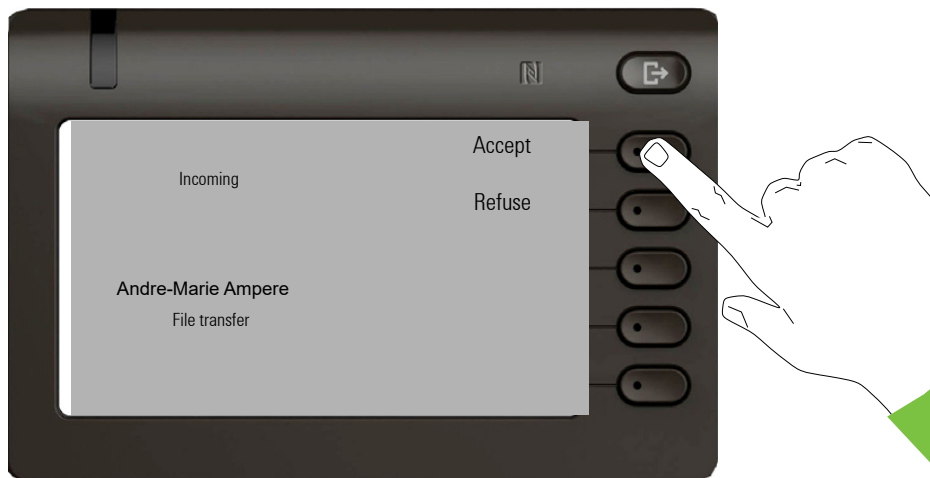 Accept
Incoming
Refuse
Andre-Marie Ampere
File transfer